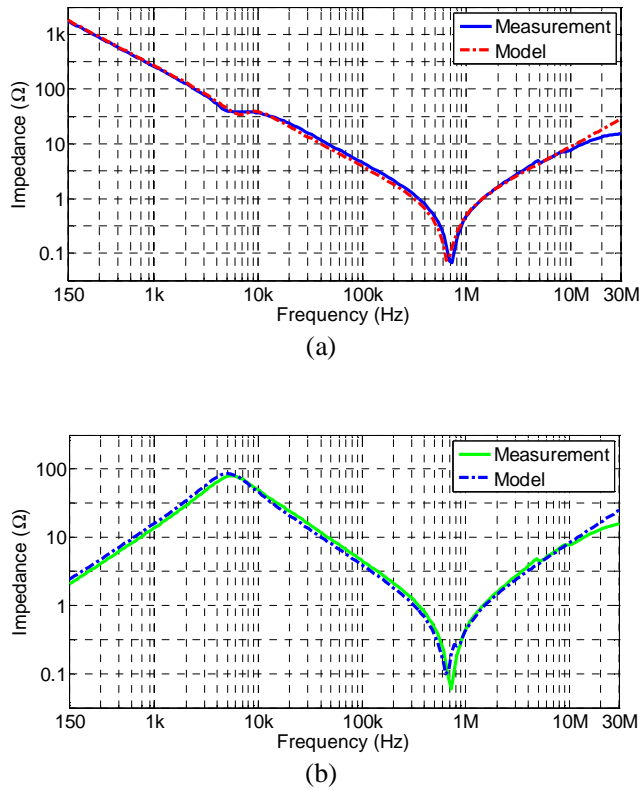 Measurement
Model
Impedance (Ω)
1k
100
10
1
0.1
150 1k 10k 100k 1M 10M 30M
Frequency (Hz)
(a)
Measurement
Model
Impedance (Ω)
100
10
1
0.1
150 1k 10k 100k 1M 10M 30M
Frequency (Hz)
(b)